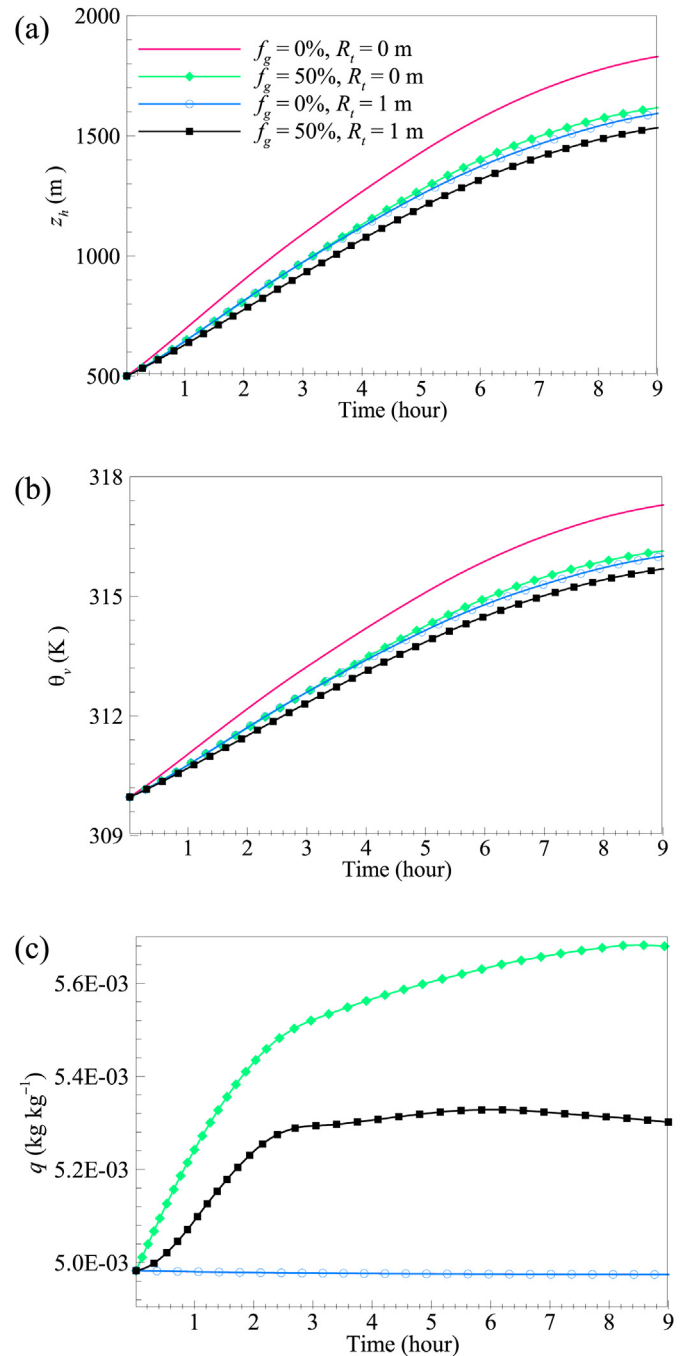 (a)
2000
1500
1000
500
z_h (m )
f_g = 0%, R_t = 0 m
f_g = 50%, R_t = 0 m
f_g = 0%, R_t = 1 m
f_g = 50%, R_t = 1 m
1 2 3 4 5 6 7 8 9
Time (hour)
(b)
318
315
312
309
θ_v (K )
1 2 3 4 5 6 7 8 9
Time (hour)
(c)
5.6E-03
5.4E-03
5.2E-03
5.0E-03
q (kg kg⁻¹)
1 2 3 4 5 6 7 8 9
Time (hour)